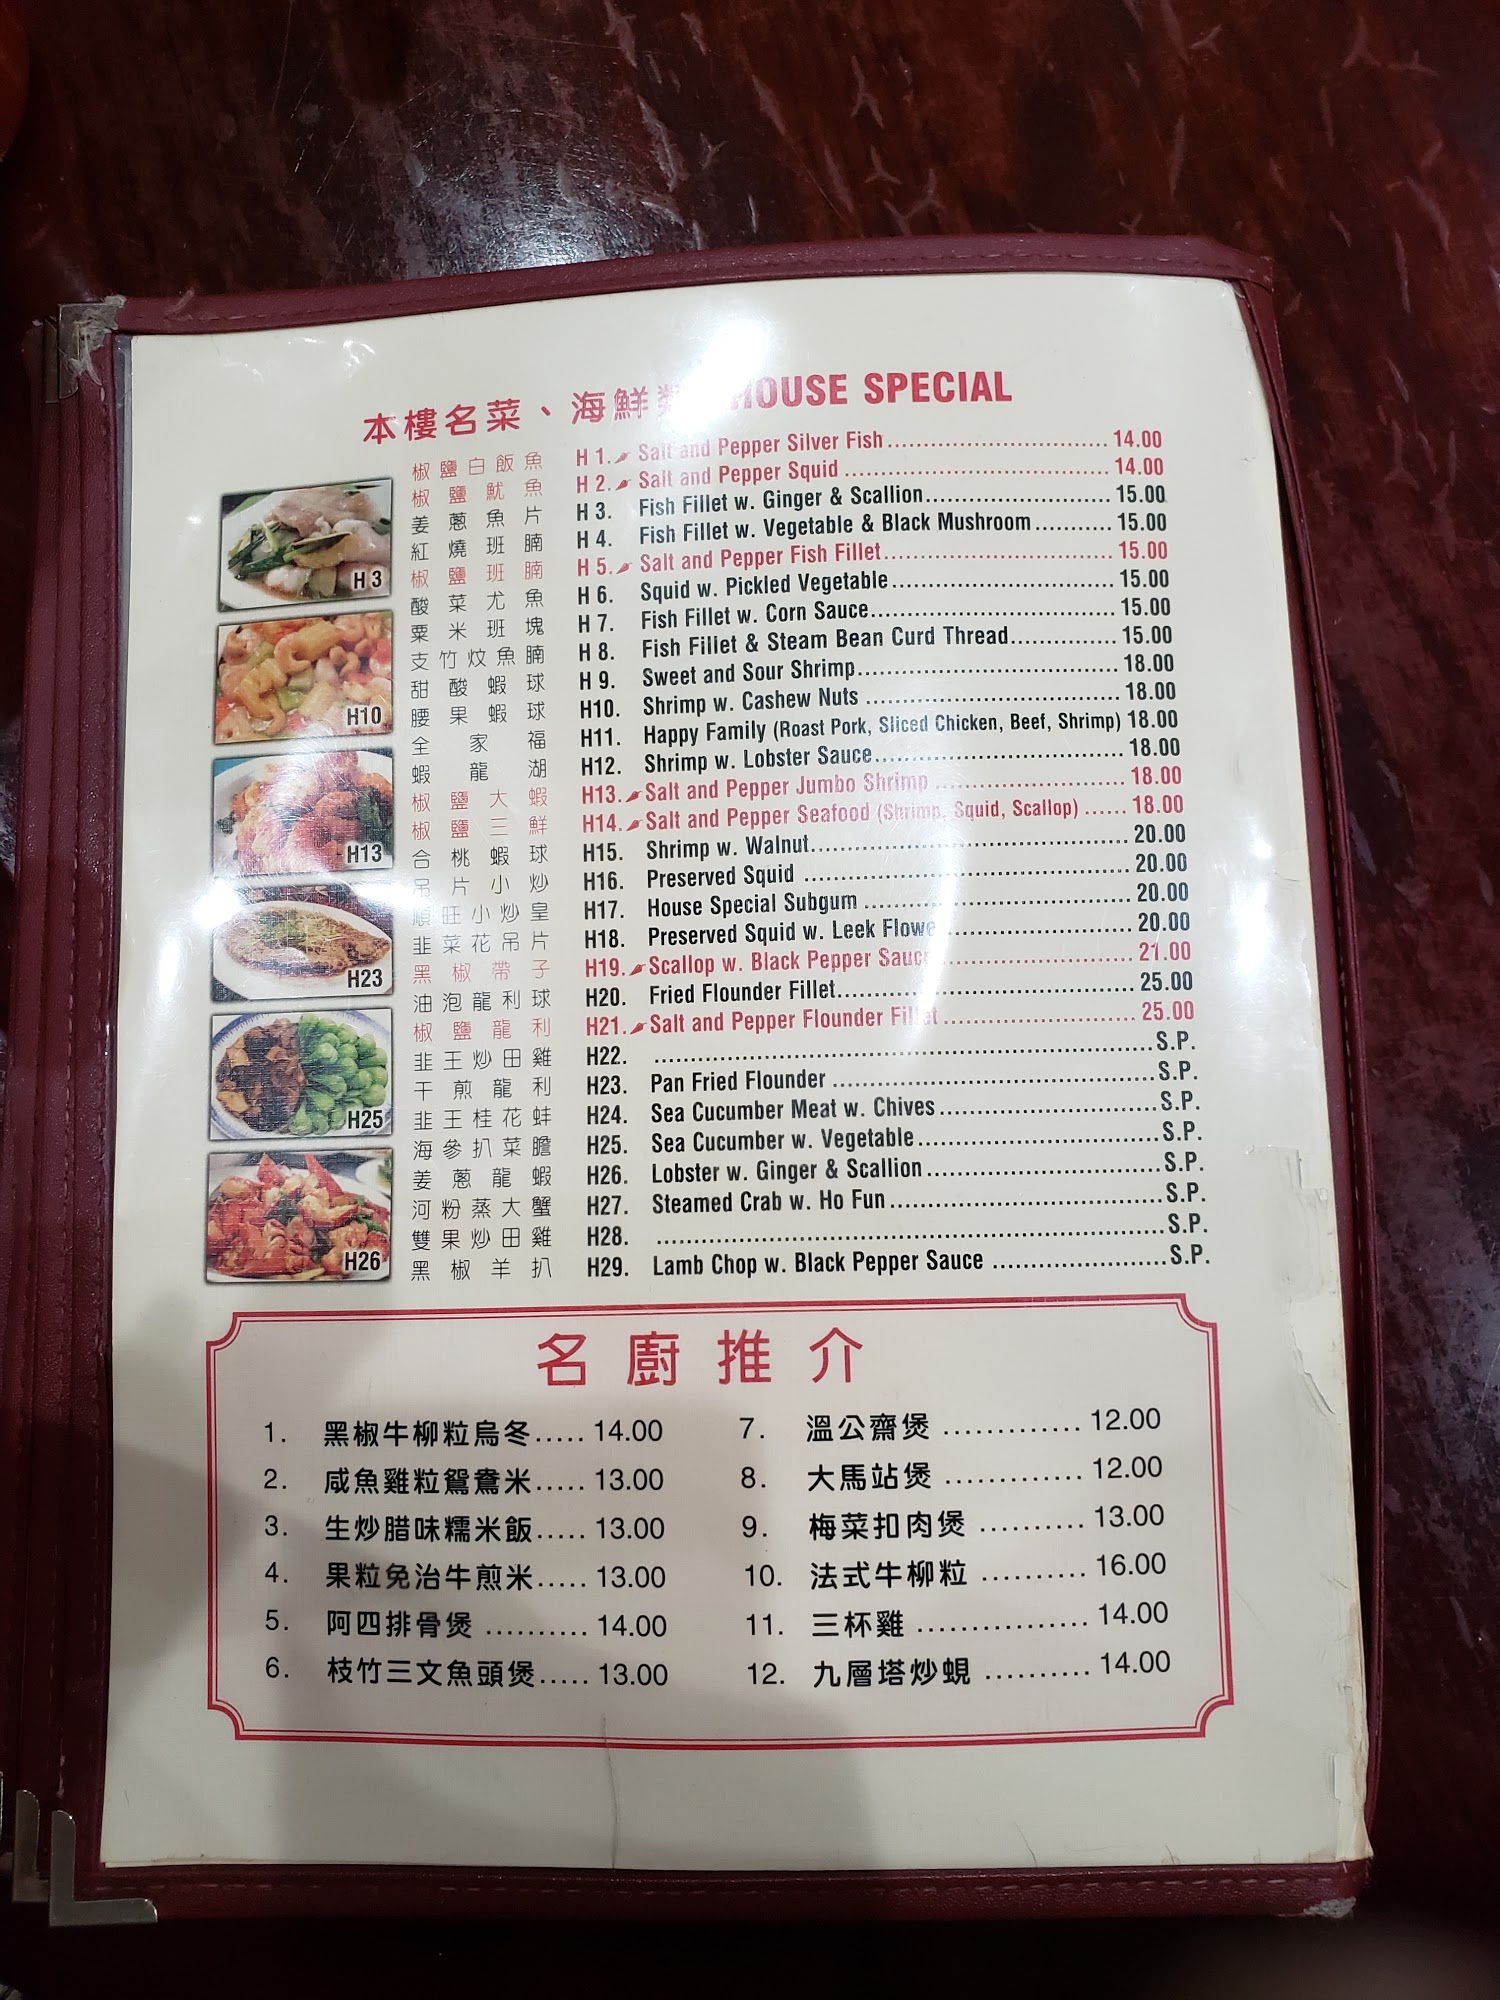 本樓名菜、海鮮類 HOUSE SPECIAL
椒鹽白飯魚 H 1. Salt and Pepper Silver Fish 14.00
椒鹽魷魚 H 2. Salt and Pepper Squid 14.00
姜蔥魚片 H 3. Fish Fillet w. Ginger & Scallion 15.00
紅燒班腩 H 4. Fish Fillet w. Vegetable & Black Mushroom 15.00
椒鹽班腩 H 5. Salt and Pepper Fish Fillet 15.00
酸菜尤魚 H 6. Squid w. Pickled Vegetable 15.00
粟米班塊 H 7. Fish Fillet w. Corn Sauce 15.00
支竹炆魚腩 H 8. Fish Fillet & Steam Bean Curd Thread 15.00
甜酸蝦球 H 9. Sweet and Sour Shrimp 18.00
腰果蝦球 H10. Shrimp w. Cashew Nuts 18.00
全家福 H11. Happy Family (Roast Pork, Sliced Chicken, Beef, Shrimp) 18.00
蝦龍湖 H12. Shrimp w. Lobster Sauce 18.00
椒鹽大蝦 H13. Salt and Pepper Jumbo Shrimp 18.00
椒鹽三鮮 H14. Salt and Pepper Seafood (Shrimp, Squid, Scallop) 18.00
合桃蝦球 H15. Shrimp w. Walnut 20.00
吊片小炒 H16. Preserved Squid 20.00
順旺小炒皇 H17. House Special Subgum 20.00
韭菜花吊片 H18. Preserved Squid w. Leek Flowe 20.00
黑椒帶子 H19. Scallop w. Black Pepper Sauce 21.00
油泡龍利球 H20. Fried Flounder Fillet 25.00
椒鹽龍利 H21. Salt and Pepper Flounder Fillet 25.00
韭王炒田雞 H22. S.P.
干煎龍利 H23. Pan Fried Flounder S.P.
韭王桂花蚌 H24. Sea Cucumber Meat w. Chives S.P.
海參扒菜膽 H25. Sea Cucumber w. Vegetable S.P.
姜蔥龍蝦 H26. Lobster w. Ginger & Scallion S.P.
河粉蒸大蟹 H27. Steamed Crab w. Ho Fun S.P.
雙果炒田雞 H28. S.P.
黑椒羊扒 H29. Lamb Chop w. Black Pepper Sauce S.P.
H3
H10
H13
H23
H25
H26
名廚推介
1. 黑椒牛柳粒烏冬 14.00
2. 咸魚雞粒鴛鴦米 13.00
3. 生炒腊味糯米飯 13.00
4. 果粒免治牛煎米 13.00
5. 阿四排骨煲 14.00
6. 枝竹三文魚頭煲 13.00
7. 溫公齋煲 12.00
8. 大馬站煲 12.00
9. 梅菜扣肉煲 13.00
10. 法式牛柳粒 16.00
11. 三杯雞 14.00
12. 九層塔炒蜆 14.00